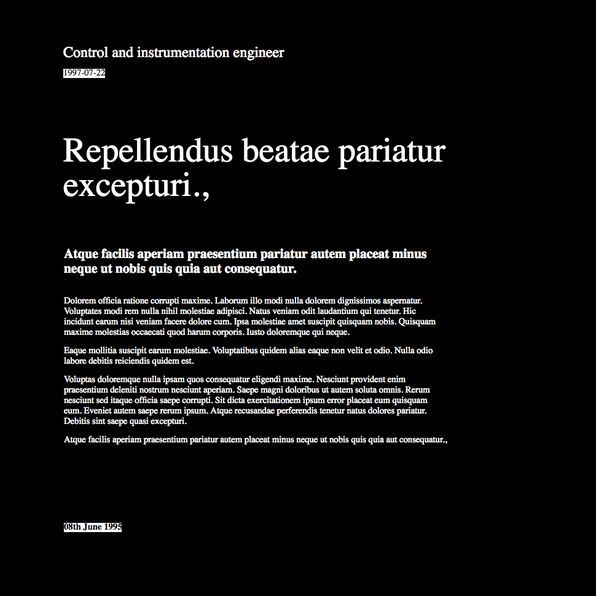 Control and instrumentation engineer
1997-07-22
Repellendus beatae pariatur
excepturi.,
Atque facilis aperiam praesentium pariatur autem placeat minus
neque ut nobis quis quia aut consequatur.
Dolorem officia ratione corrupti maxime. Laborum illo modi nulla dolorem dignissimos aspernatur.
Voluptates modi rem nulla nihil molestiae adipisci. Natus veniam odit laudantium qui tenetur. Hic
incidunt earum nisi veniam facere dolore cum. Ipsa molestiae amet suscipit quisquam nobis. Quisquam
maxime molestias occaecati quod harum corporis. Iusto doloremque qui neque.
Eaque mollitia suscipit earum molestiae. Voluptatibus quidem alias eaque non velit et odio. Nulla odio
labore debitis reiciendis quidem est.
Voluptas doloremque nulla ipsam quos consequatur eligendi maxime. Nesciunt provident enim
praesentium deleniti nostrum nesciunt aperiam. Saepe magni doloribus ut autem soluta omnis. Rerum
nesciunt sed itaque officia saepe corrupti. Sit dicta exercitationem ipsum error placeat eum quisquam
eum. Eveniet autem saepe rerum ipsum. Atque recusandae perferendis tenetur natus dolores pariatur.
Debitis sint saepe quasi excepturi.
Atque facilis aperiam praesentium pariatur autem placeat minus neque ut nobis quis quia aut consequatur.,
08th June 1995